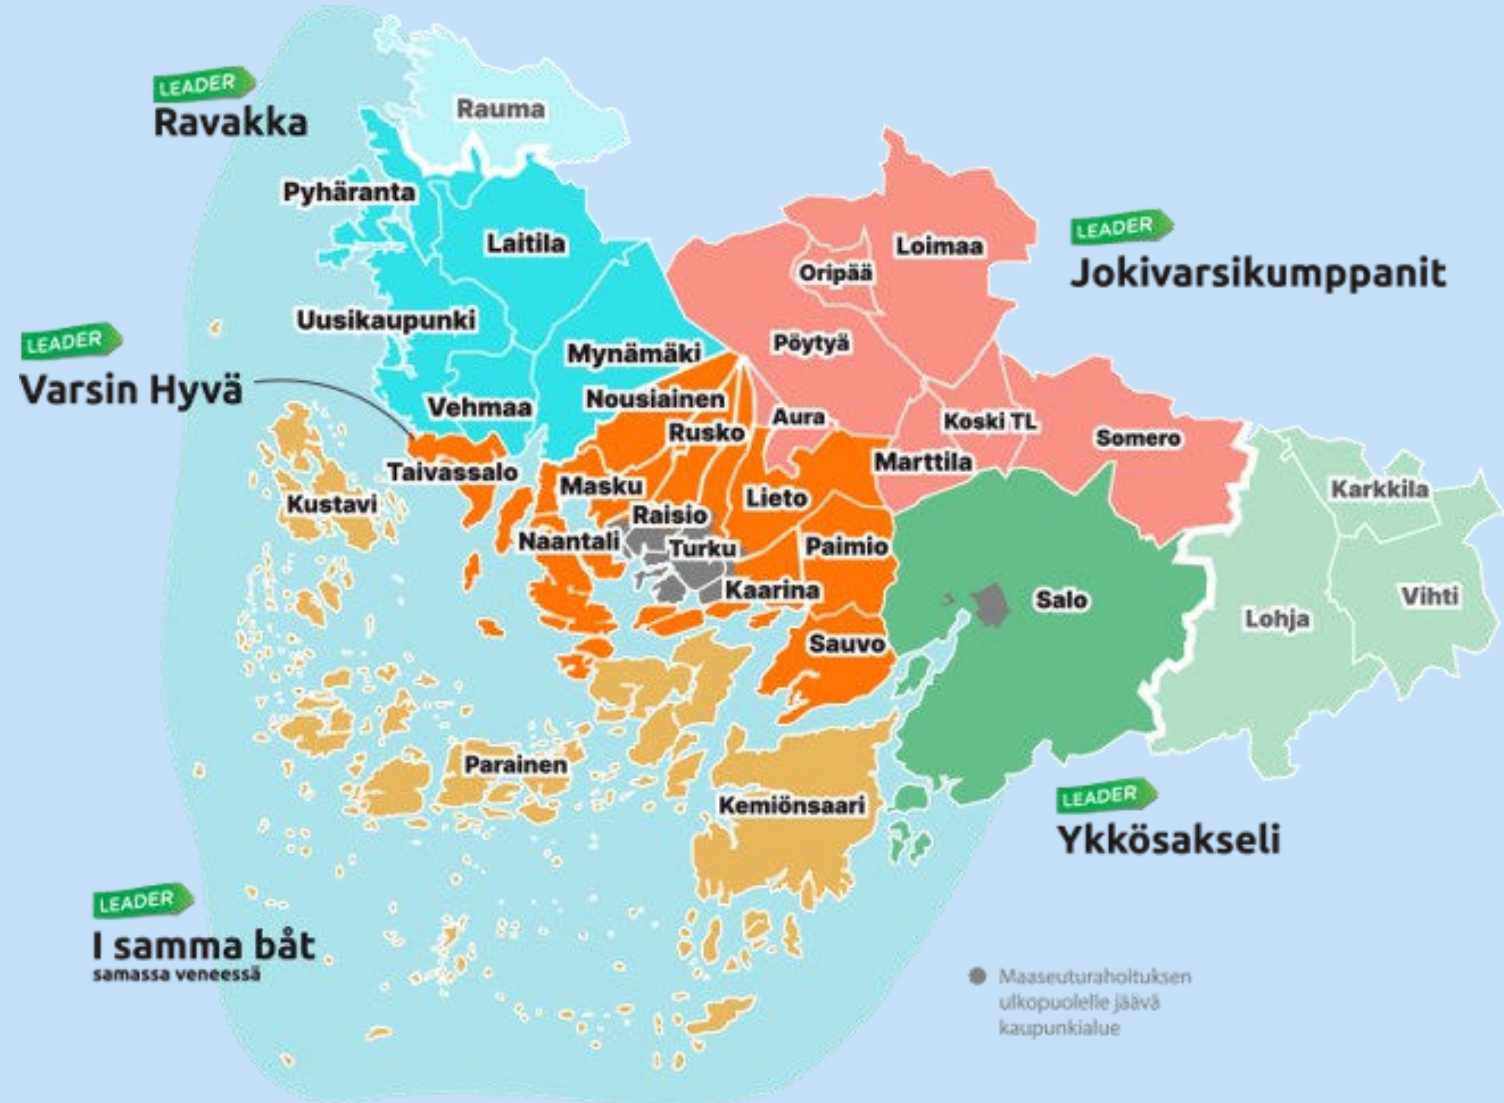 LEADER
Ravakka
Rauma
Pyhäranta
Laitila
LEADER
Jokivarsikumppanit
Loimaa
Oripää
Uusikaupunki
Pöytyä
LEADER
Varsin Hyvä
Mynämäki
Nousiainen
Vehmaa
Rusko
Aura
Koski TL
Somero
Marttila
Taivassalo
Masku
Lieto
Karkkila
Kustavi
Raisio
Naantali
Turku
Paimio
Kaarina
Salo
Vihti
Lohja
Sauvo
Parainen
Kemiönsaari
LEADER
Ykkösakseli
LEADER
I samma båt
samassa veneessä
Maaseuturahoituksen
ulkopuolelle jäävä
kaupunkialue